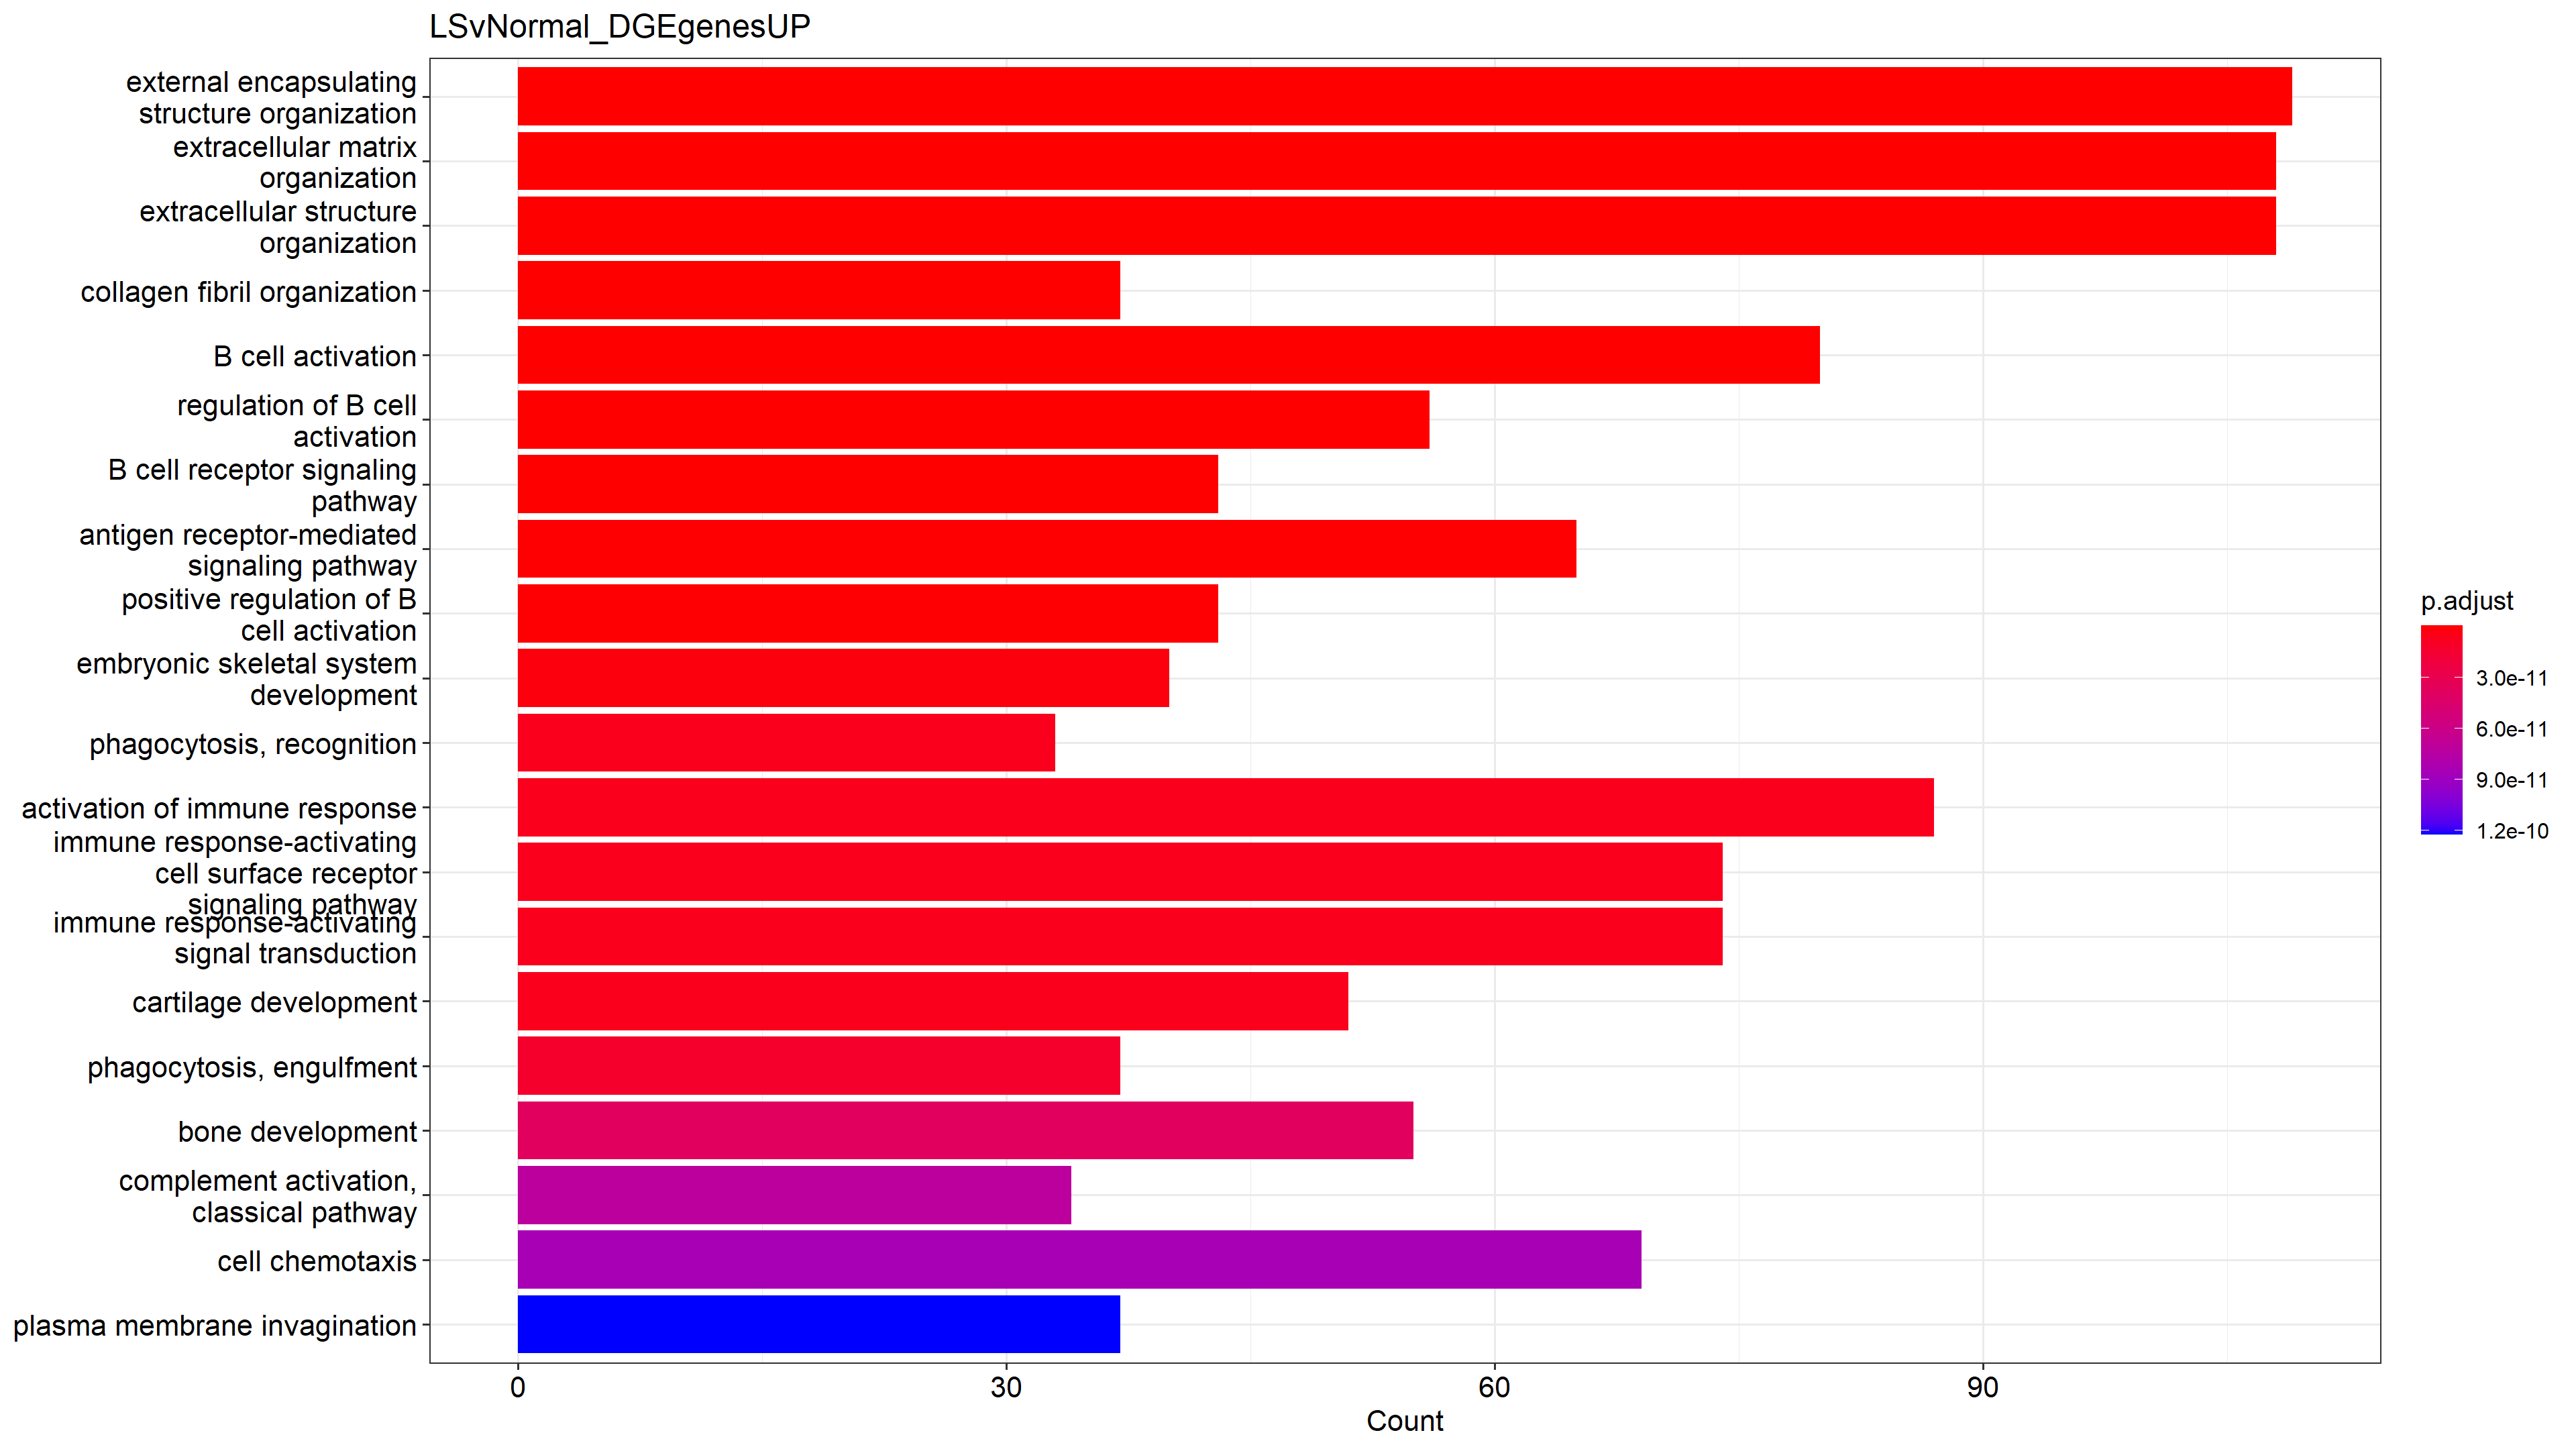 LSvNormal_DGEgenesUP
external encapsulating
structure organization
extracellular matrix
organization
extracellular structure
organization
collagen fibril organization
B cell activation
regulation of B cell
activation
B cell receptor signaling
pathway
antigen receptor-mediated
signaling pathway
positive regulation of B
cell activation
embryonic skeletal system
development
phagocytosis, recognition
activation of immune response
immune response-activating
cell surface receptor
signaling pathway
immune response-activating
signal transduction
cartilage development
phagocytosis, engulfment
bone development
complement activation,
classical pathway
cell chemotaxis
plasma membrane invagination
0 30 60 90
Count
p.adjust
3.0e-11
6.0e-11
9.0e-11
1.2e-10